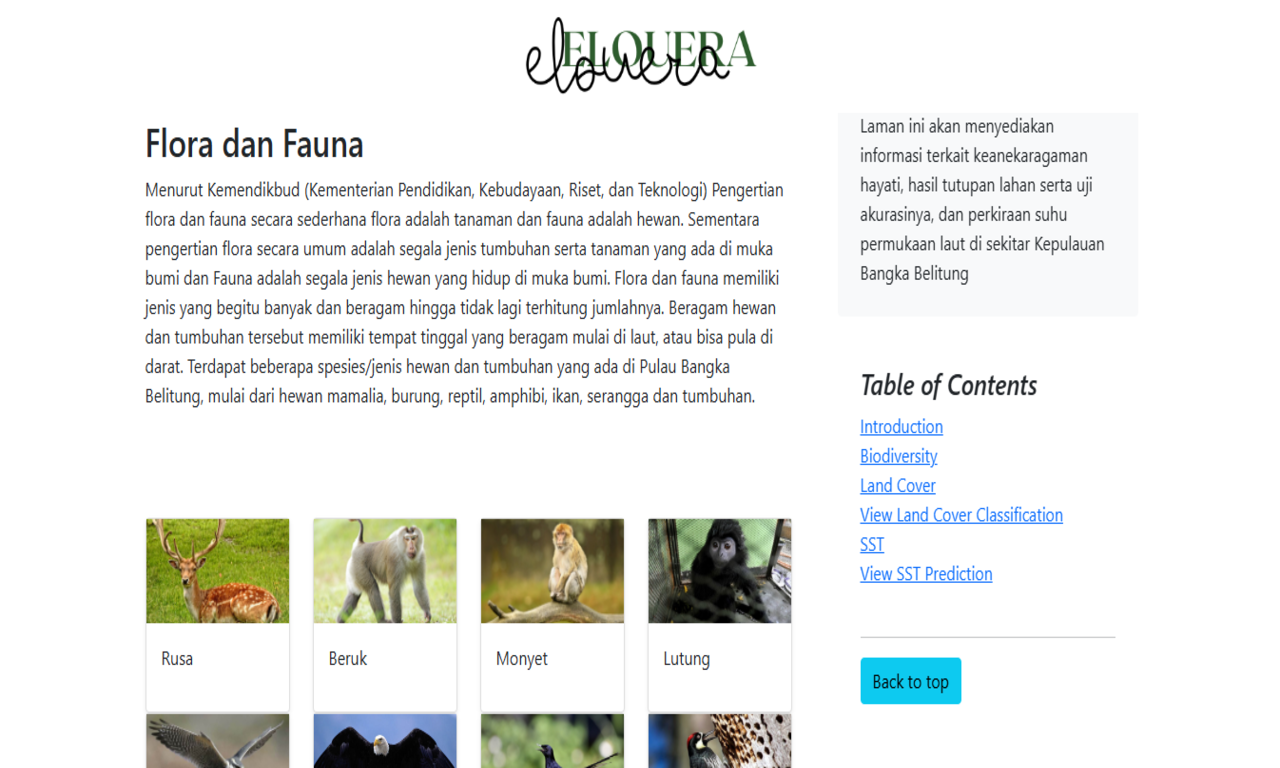 ELOUERA
elouera
Flora dan Fauna
Menurut Kemendikbud (Kementerian Pendidikan, Kebudayaan, Riset, dan Teknologi) Pengertian
flora dan fauna secara sederhana flora adalah tanaman dan fauna adalah hewan. Sementara
pengertian flora secara umum adalah segala jenis tumbuhan serta tanaman yang ada di muka
bumi dan Fauna adalah segala jenis hewan yang hidup di muka bumi. Flora dan fauna memiliki
jenis yang begitu banyak dan beragam hingga tidak lagi terhitung jumlahnya. Beragam hewan
dan tumbuhan tersebut memiliki tempat tinggal yang beragam mulai di laut, atau bisa pula di
darat. Terdapat beberapa spesies/jenis hewan dan tumbuhan yang ada di Pulau Bangka
Belitung, mulai dari hewan mamalia, burung, reptil, amphibi, ikan, serangga dan tumbuhan.
Rusa
Beruk
Monyet
Lutung
Laman ini akan menyediakan
informasi terkait keanekaragaman
hayati, hasil tutupan lahan serta uji
akurasinya, dan perkiraan suhu
permukaan laut di sekitar Kepulauan
Bangka Belitung
Table of Contents
Introduction
Biodiversity
Land Cover
View Land Cover Classification
SST
View SST Prediction
Back to top